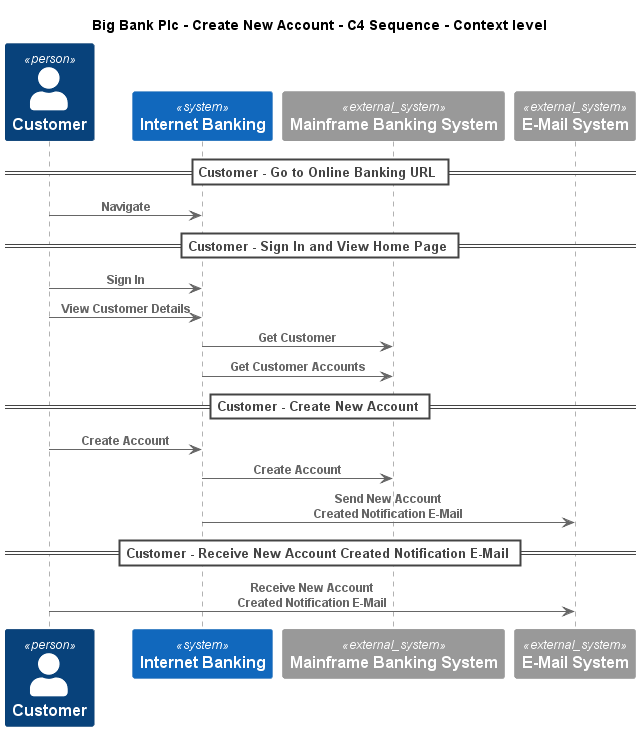 Big Bank Plc - Create New Account - C4 Sequence - Context level
«person»
Customer
«system»
Internet Banking
«external_system»
Mainframe Banking System
«external_system»
E-Mail System
Customer - Go to Online Banking URL
Navigate
Customer - Sign In and View Home Page
Sign In
View Customer Details
Get Customer
Get Customer Accounts
Customer - Create New Account
Create Account
Create Account
Send New Account
Created Notification E-Mail
Customer - Receive New Account Created Notification E-Mail
Receive New Account
Created Notification E-Mail
«person»
Customer
«system»
Internet Banking
«external_system»
Mainframe Banking System
«external_system»
E-Mail System